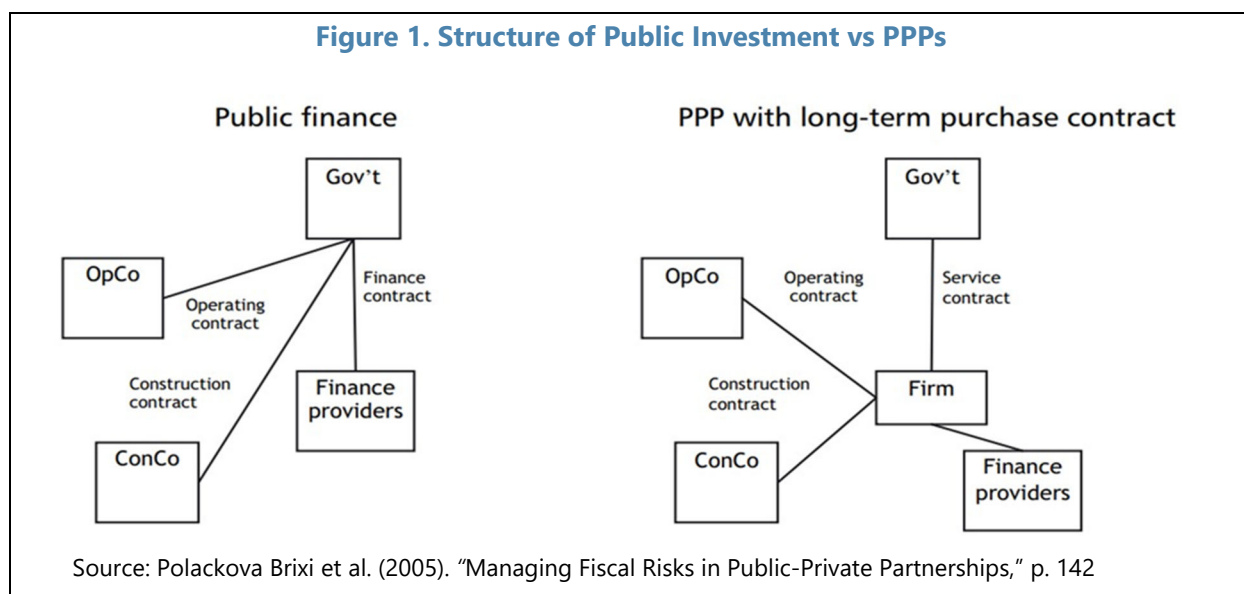 Figure 1. Structure of Public Investment vs PPPs
Public finance
Gov't
OpCo
Finance
contract
Operating
contract
Construction
contract
Finance
providers
ConCo
PPP with long-term purchase contract
Gov't
OpCo
Operating
contract
Service
contract
Construction
contract
Firm
ConCo
Finance
providers
Source: Polackova Brixi et al. (2005). “Managing Fiscal Risks in Public-Private Partnerships,” p. 142